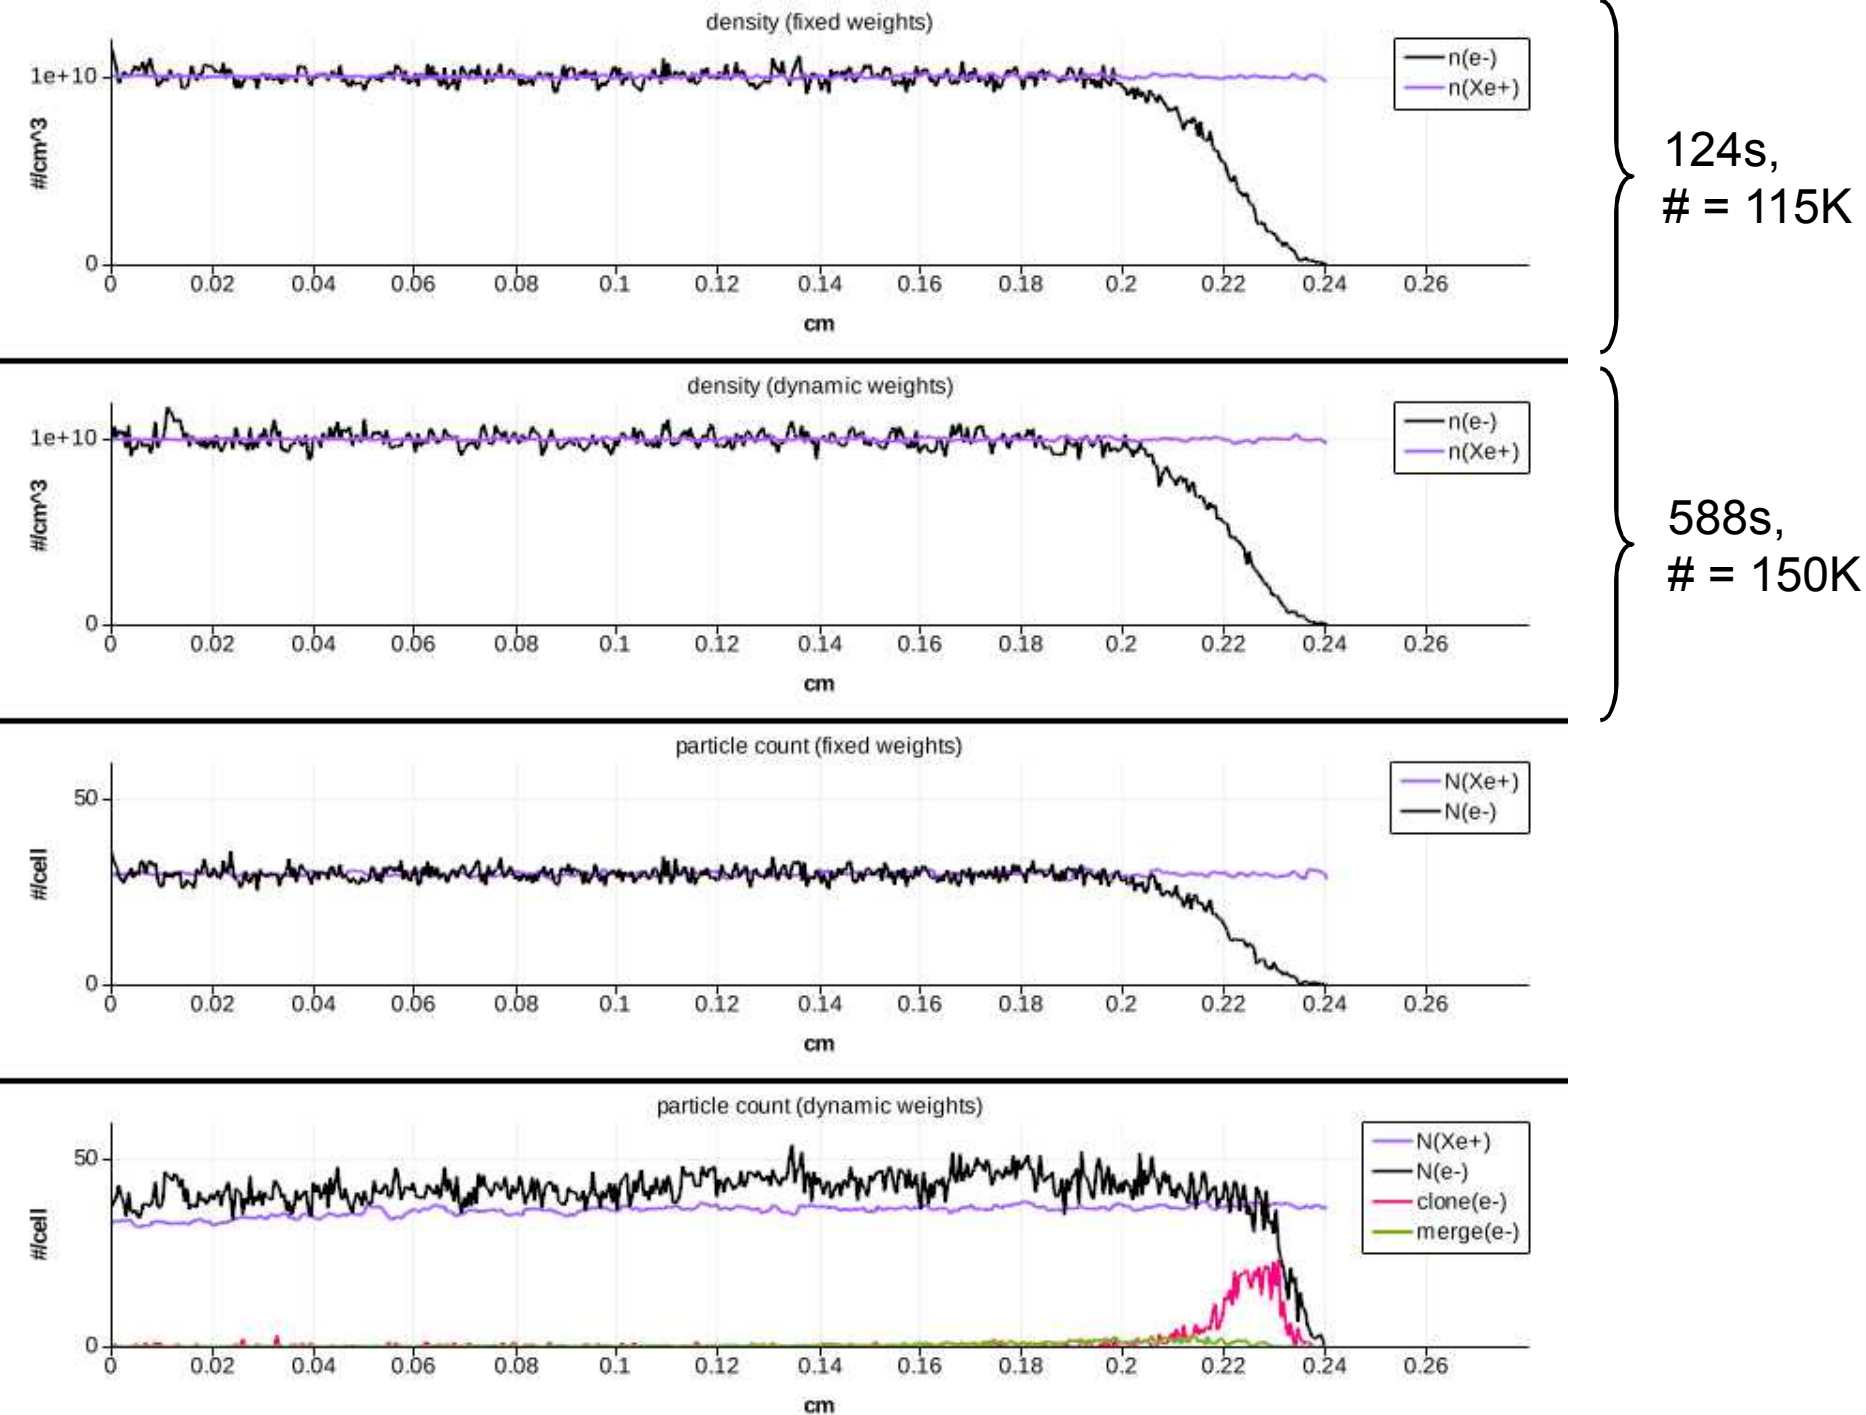 density (fixed weights)
1e+10
0
#/cm^3
n(e-)
n(Xe+)
0 0.02 0.04 0.06 0.08 0.1 0.12 0.14 0.16 0.18 0.2 0.22 0.24 0.26
cm
124s,
# = 115K
density (dynamic weights)
1e+10
0
#/cm^3
n(e-)
n(Xe+)
0 0.02 0.04 0.06 0.08 0.1 0.12 0.14 0.16 0.18 0.2 0.22 0.24 0.26
cm
588s,
# = 150K
particle count (fixed weights)
50
0
#/cell
N(Xe+)
N(e-)
0 0.02 0.04 0.06 0.08 0.1 0.12 0.14 0.16 0.18 0.2 0.22 0.24 0.26
cm
particle count (dynamic weights)
50
0
#/cell
N(Xe+)
N(e-)
clone(e-)
merge(e-)
0 0.02 0.04 0.06 0.08 0.1 0.12 0.14 0.16 0.18 0.2 0.22 0.24 0.26
cm